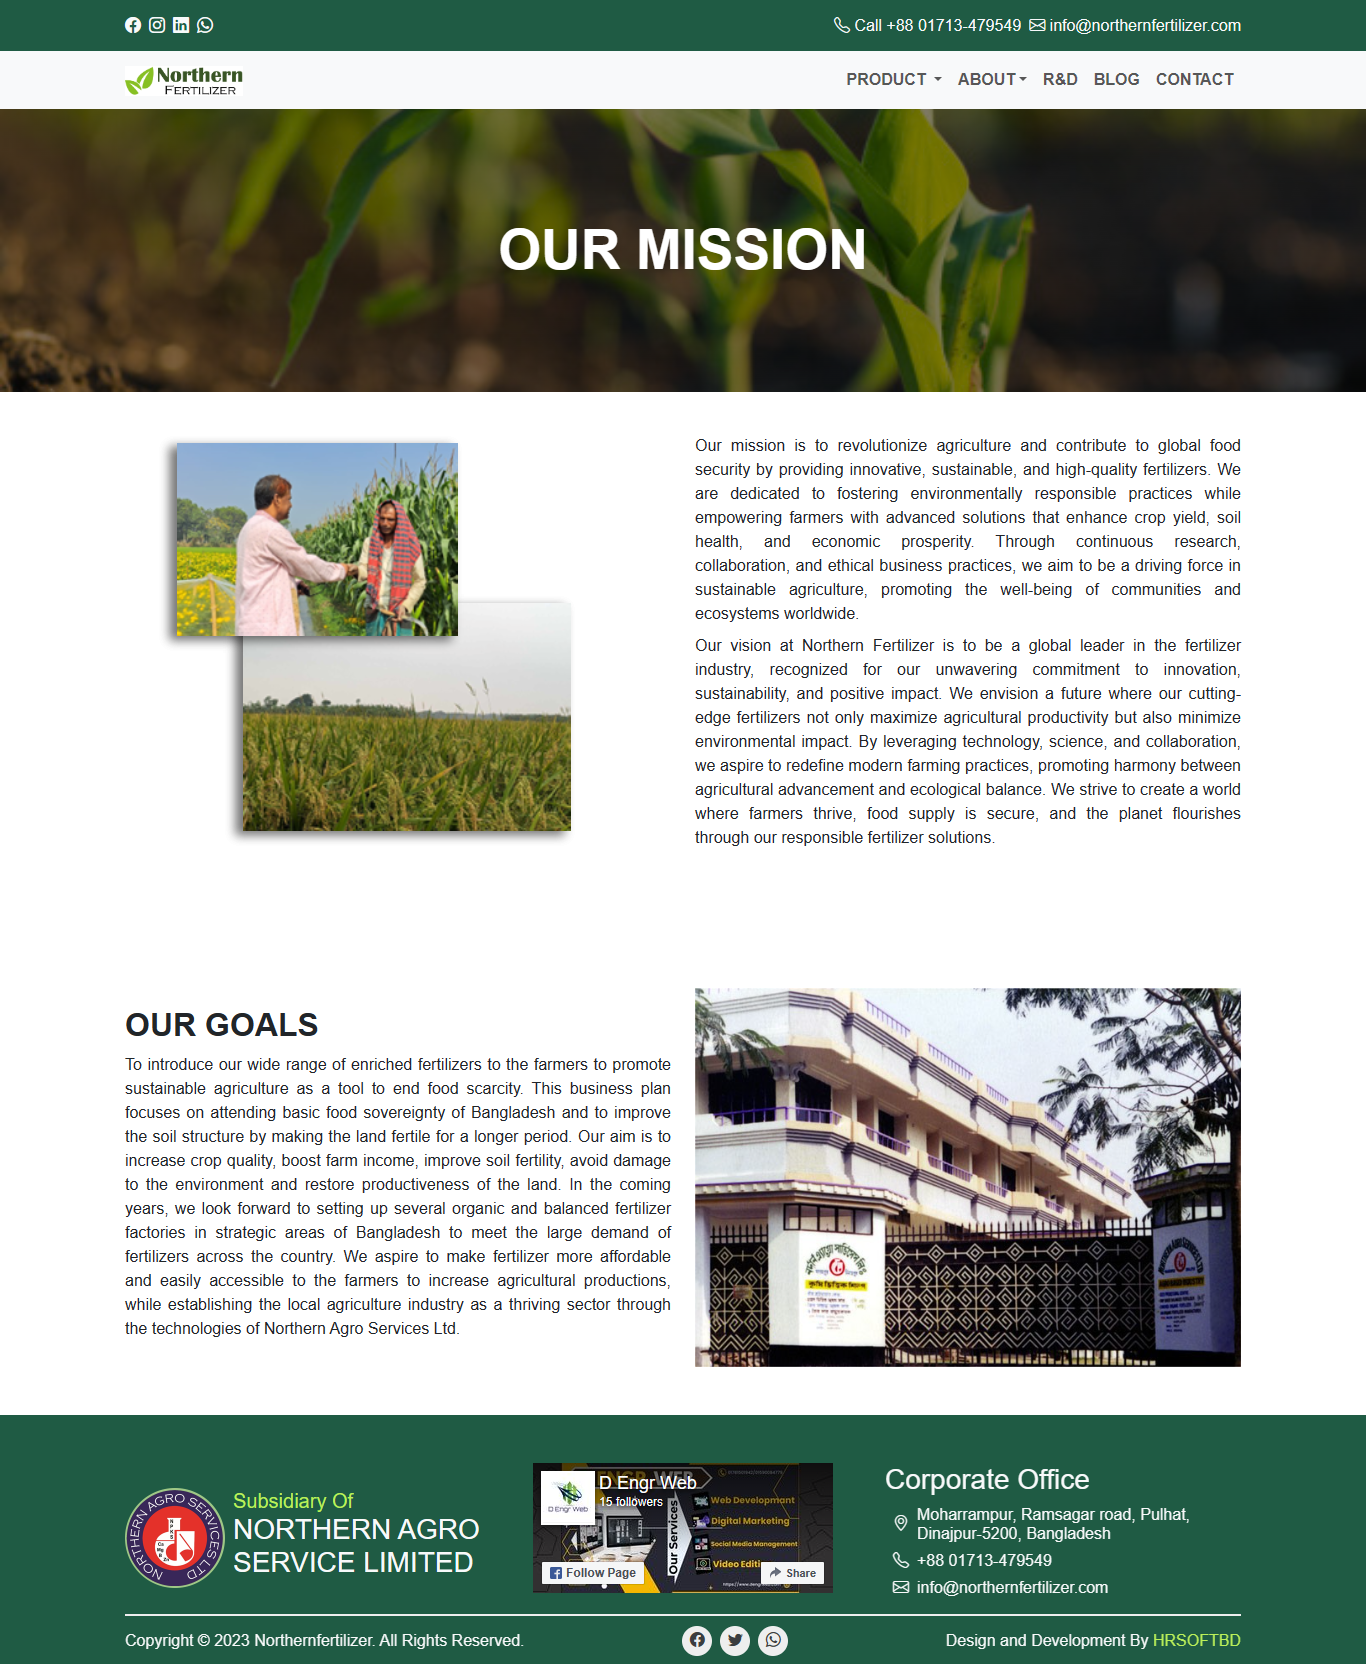 Call +88 01713-479549 info@northernfertilizer.com
Northern
FERTILIZER
PRODUCT ABOUT R&D BLOG CONTACT
OUR MISSION
Our mission is to revolutionize agriculture and contribute to global food
security by providing innovative, sustainable, and high-quality fertilizers. We
are dedicated to fostering environmentally responsible practices while
empowering farmers with advanced solutions that enhance crop yield, soil
health, and economic prosperity. Through continuous research,
collaboration, and ethical business practices, we aim to be a driving force in
sustainable agriculture, promoting the well-being of communities and
ecosystems worldwide.
Our vision at Northern Fertilizer is to be a global leader in the fertilizer
industry, recognized for our unwavering commitment to innovation,
sustainability, and positive impact. We envision a future where our cutting-
edge fertilizers not only maximize agricultural productivity but also minimize
environmental impact. By leveraging technology, science, and collaboration,
we aspire to redefine modern farming practices, promoting harmony between
agricultural advancement and ecological balance. We strive to create a world
where farmers thrive, food supply is secure, and the planet flourishes
through our responsible fertilizer solutions.
OUR GOALS
To introduce our wide range of enriched fertilizers to the farmers to promote
sustainable agriculture as a tool to end food scarcity. This business plan
focuses on attending basic food sovereignty of Bangladesh and to improve
the soil structure by making the land fertile for a longer period. Our aim is to
increase crop quality, boost farm income, improve soil fertility, avoid damage
to the environment and restore productiveness of the land. In the coming
years, we look forward to setting up several organic and balanced fertilizer
factories in strategic areas of Bangladesh to meet the large demand of
fertilizers across the country. We aspire to make fertilizer more affordable
and easily accessible to the farmers to increase agricultural productions,
while establishing the local agriculture industry as a thriving sector through
the technologies of Northern Agro Services Ltd.
NORTHERN AGRO SERVICES LTD
Subsidiary Of
NORTHERN AGRO
SERVICE LIMITED
D Engr Web
15 followers
D Engr Web
Our Services
Web Developmant
Digital Marketing
Social Media Management
Video Editi
Follow Page
Share
Corporate Office
Moharrampur, Ramsagar road, Pulhat,
Dinajpur-5200, Bangladesh
+88 01713-479549
info@northernfertilizer.com
Copyright © 2023 Northernfertilizer. All Rights Reserved.
Design and Development By HRSOFTBD